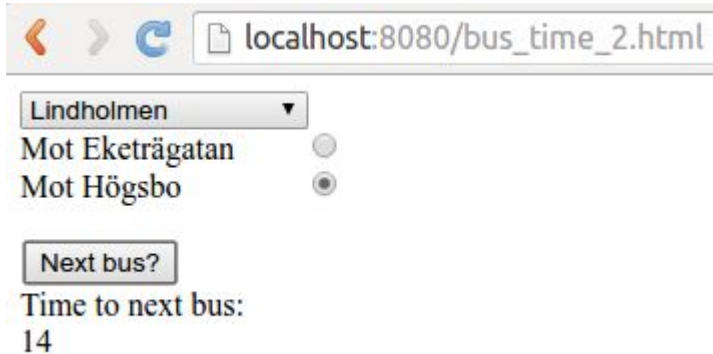 localhost:8080/bus_time_2.html
Lindholmen
Mot Eketrägatan
Mot Högsbo
Next bus?
Time to next bus:
14